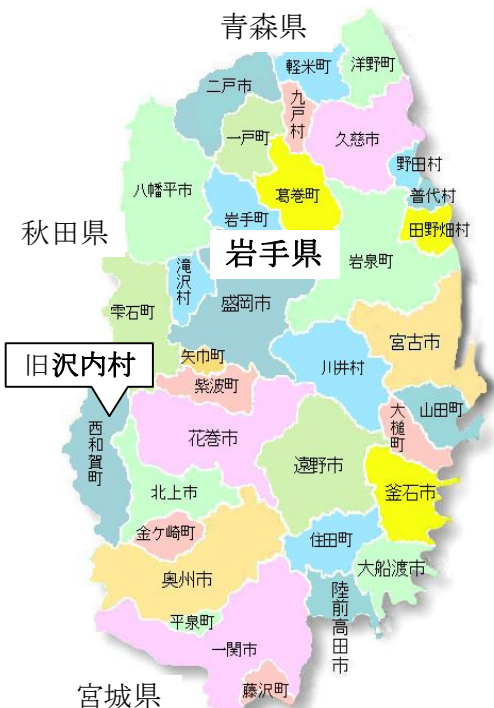 青森県
軽米町
洋野町
二戸市
九戸村
一戸町
久慈市
野田村
八幡平市
葛巻町
普代村
岩手町
田野畑村
秋田県
岩手県
岩泉町
滝沢村
盛岡市
雫石町
宮古市
矢巾町
川井村
旧沢内村
紫波町
山田町
大槌町
西和賀町
花巻市
遠野市
北上市
釜石市
金ケ崎町
住田町
大船渡市
奥州市
陸前高田市
平泉町
一関市
宮城県
藤沢町